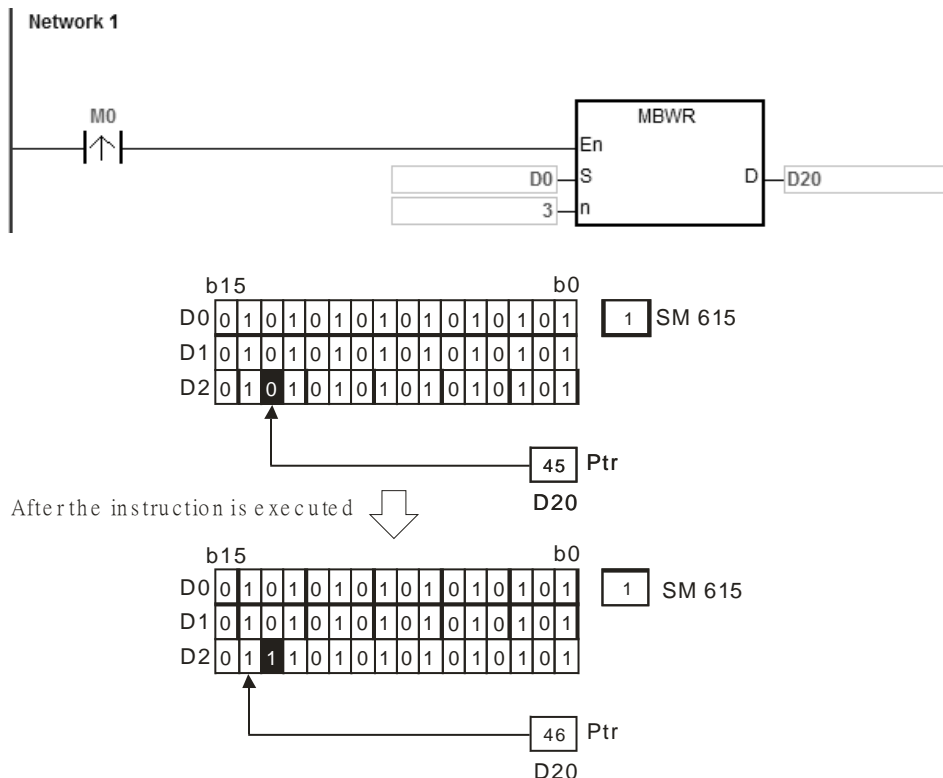 Network 1
M0
MBWR
En
D0 S D D20
3 n
b15 b0
D0 0 1 0 1 0 1 0 1 0 1 0 1 0 1 0 1 1 SM 615
D1 0 1 0 1 0 1 0 1 0 1 0 1 0 1 0 1
D2 0 1 0 1 0 1 0 1 0 1 0 1 0 1 0 1
45 Ptr
D20
After the instruction is executed
b15 b0
D0 0 1 0 1 0 1 0 1 0 1 0 1 0 1 0 1 1 SM 615
D1 0 1 0 1 0 1 0 1 0 1 0 1 0 1 0 1
D2 0 1 1 1 0 1 0 1 0 1 0 1 0 1 0 1
46 Ptr
D20